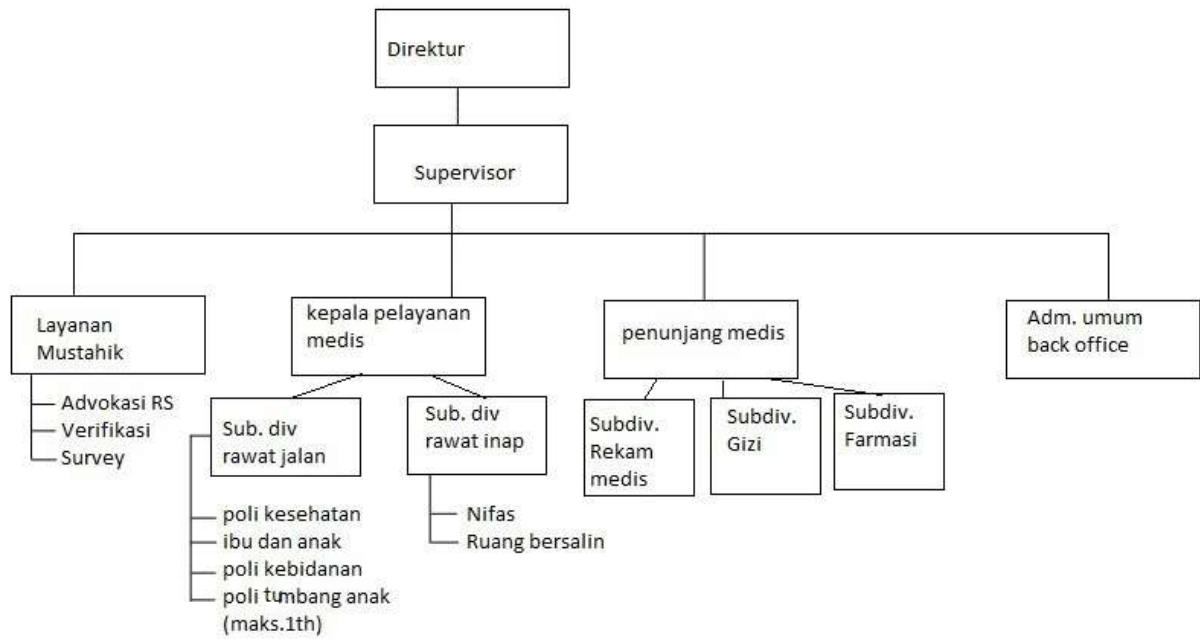 Direktur
Supervisor
Layanan
Mustahik
Advokasi RS
Verifikasi
Survey
kepala pelayanan
medis
Sub. div
rawat jalan
poli kesehatan
ibu dan anak
poli kebidanan
poli tumbang anak
(maks.1th)
Sub. div
rawat inap
Nifas
Ruang bersalin
penunjang medis
Subdiv.
Rekam
medis
Subdiv.
Gizi
Subdiv.
Farmasi
Adm. umum
back office